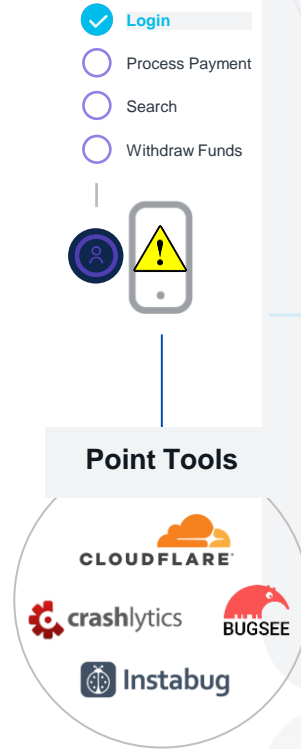 Login
Process Payment
Search
Withdraw Funds
!
Point Tools
CLOUDFLARE
crashlytics
BUGSEE
Instabug